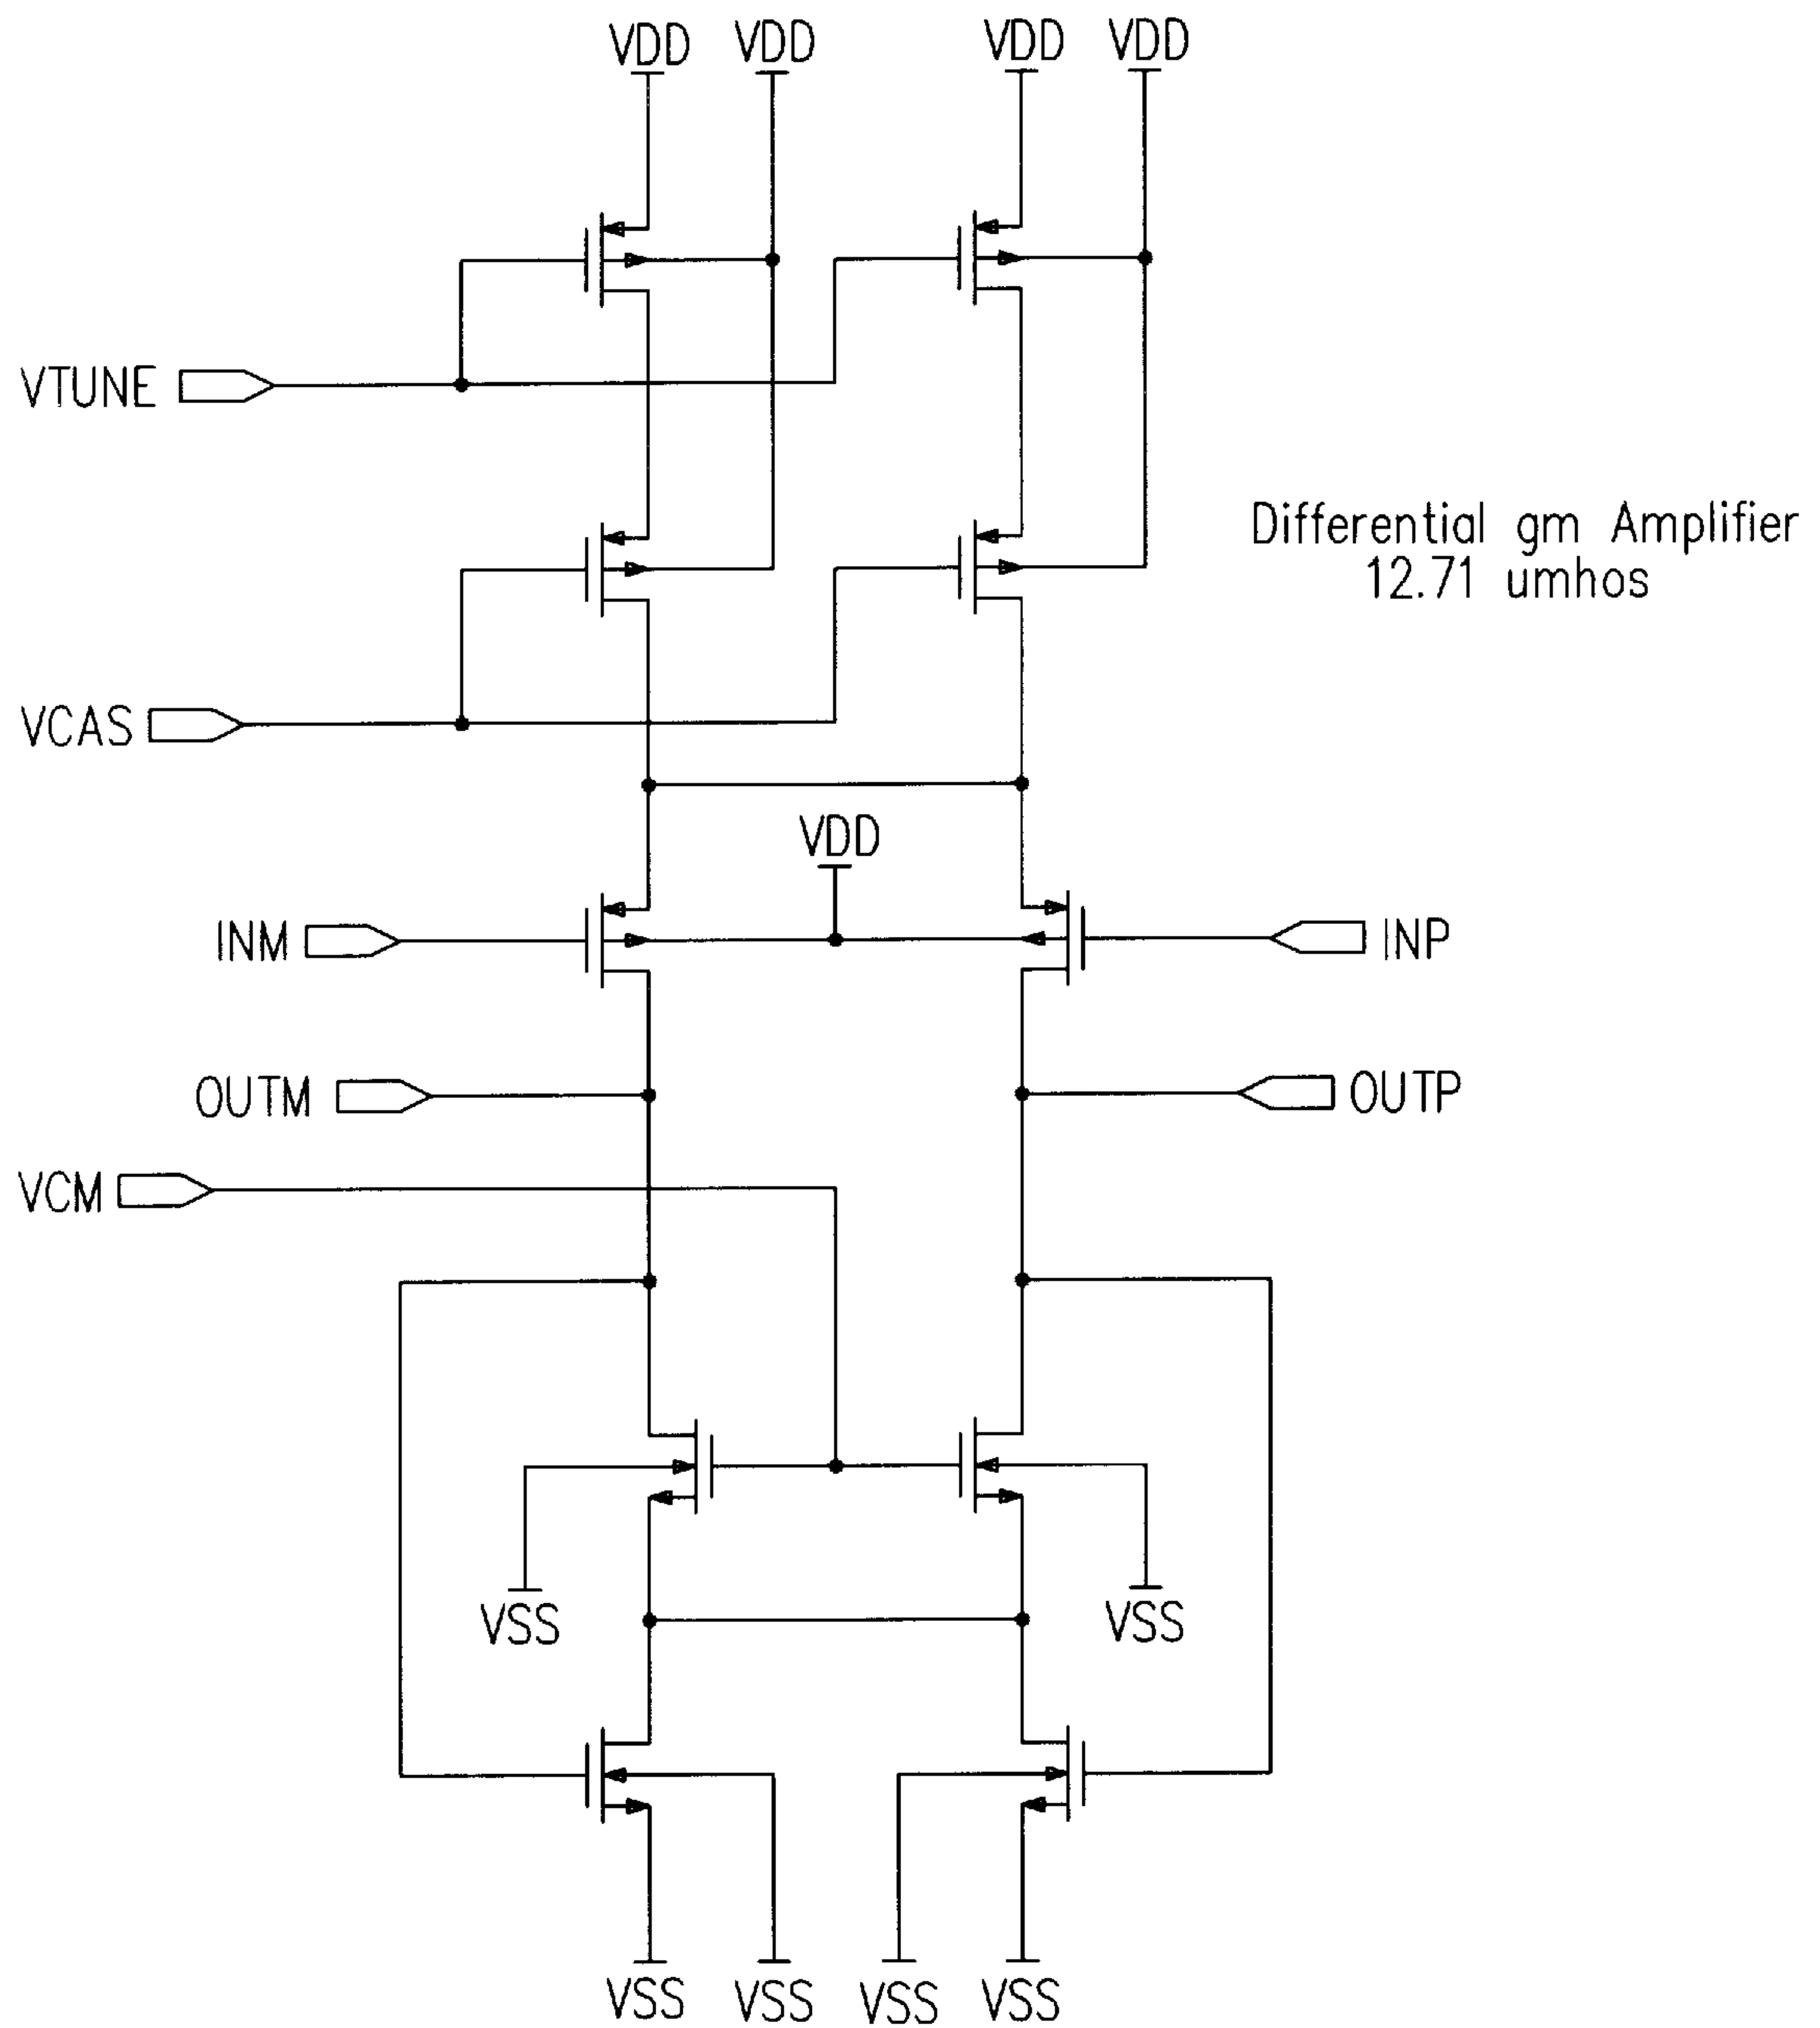 VDD VDD VDD VDD
VTUNE
Differential gm Amplifier
12.71 umhos
VCAS
VDD
INM INP
OUTM OUTP
VCM
VSS VSS
VSS VSS VSS VSS